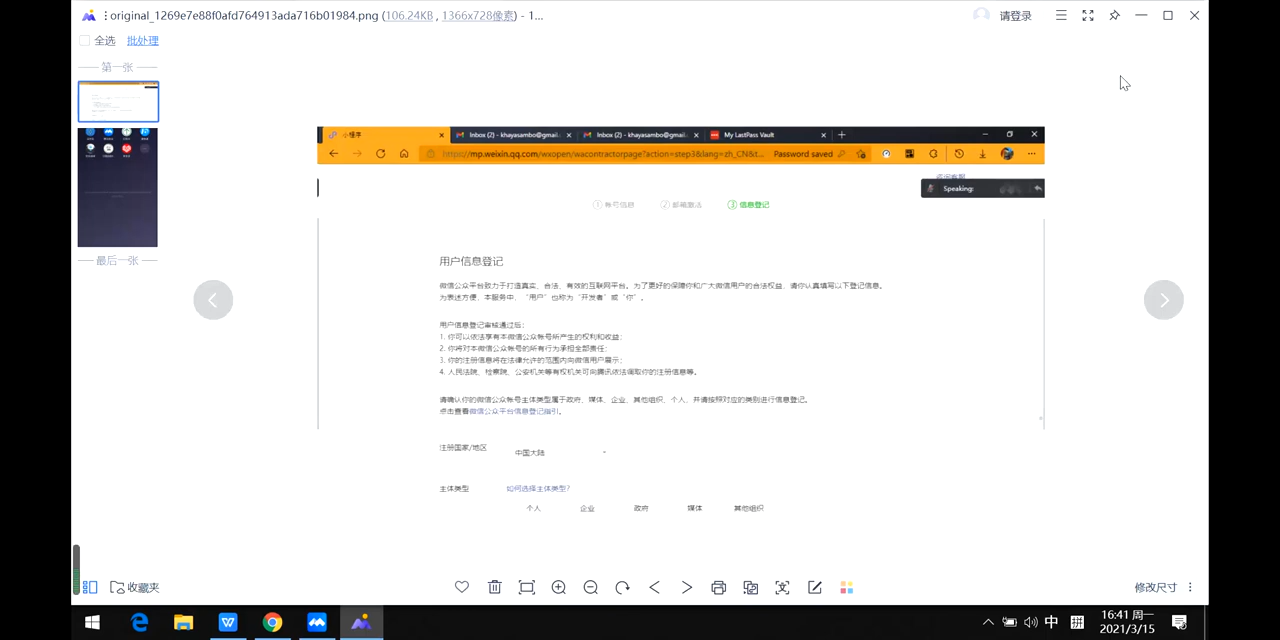 original_1269e7e88f0afd764913ada716b01984.png (106.24KB , 1366x728像素) - 1...
请登录
全选 批处理
第一张
最后一张
小程序
Inbox (2) - khayasambo@gmail.
Inbox (2) - khayasambo@gmail.
My LastPass Vault
https://mp.weixin.qq.com/wxopen/wacontractorpage?action=step3&lang=zh_CN&t...
Password saved
Speaking:
① 帐号信息 ② 邮箱激活 ③ 信息登记
用户信息登记
微信公众平台致力于打造真实、合法、有效的互联网平台。为了更好的保障你和广大微信用户的合法权益，请你认真填写以下登记信息。
为表述方便，本服务中，“用户”也称为“开发者”或“你”。
用户信息登记审核通过后：
1. 你可以依法享有本微信公众帐号所产生的权利和收益；
2. 你将对本微信公众帐号的所有行为承担全部责任；
3. 你的注册信息将在法律允许的范围内向微信用户展示；
4. 人民法院、检察院、公安机关等有权机关可向腾讯依法调取你的注册信息等。
请确认你的微信公众帐号主体类型属于政府、媒体、企业、其他组织、个人，并请按照对应的类别进行信息登记。
点击查看微信公众平台信息登记指引。
注册国家/地区 中国大陆
主体类型 如何选择主体类型?
个人 企业 政府 媒体 其他组织
收藏夹
修改尺寸
中
拼
16:41 周一
2021/3/15